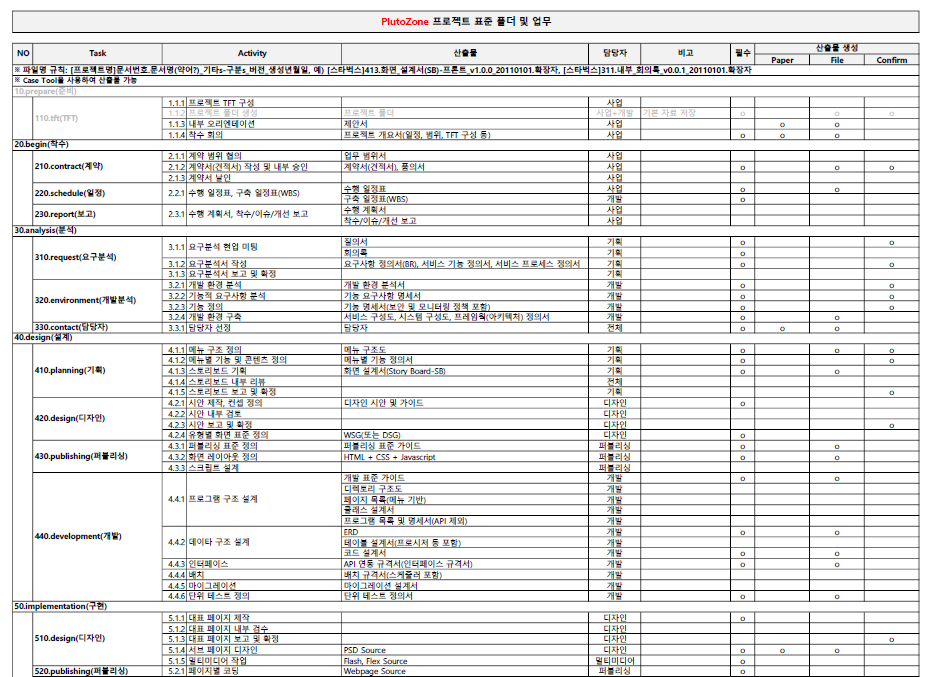 PlutoZone 프로젝트 표준 폴더 및 업무
NO Task Activity 산출물 담당자 비고 필수 산출물 생성
Paper File Confirm
※ 파일명 규칙: [프로젝트명]문서번호.문서명(약어?)_기타s-구분s_버전_생성년월일, 예) [스타벅스]413.화면_설계서(SB)-프론트_v1.0.0_20110101.확장자, [스타벅스]311.내부_회의록_v0.0.1_20110101.확장자
※ Case Tool를 사용하여 산출물 가능
10.prepare(준비)
110.tft(TFT)
1.1.1 프로젝트 TFT 구성 사업
1.1.2 프로젝트 폴더 생성 프로젝트 폴더 사업+개발 기본 자료 저장 o o o
1.1.3 내부 오리엔테이션 제안서 사업 o o
1.1.4 착수 회의 프로젝트 개요서(일정, 범위, TFT 구성 등) 사업 o o o
20.begin(착수)
210.contract(계약)
2.1.1 계약 범위 협의 업무 범위서 사업
2.1.2 계약서(견적서) 작성 및 내부 승인 계약서(견적서), 품의서 사업 o o o
2.1.3 계약서 날인 사업
220.schedule(일정)
2.2.1 수행 일정표, 구축 일정표(WBS) 수행 일정표 사업 o o
구축 일정표(WBS) 개발 o
230.report(보고)
2.3.1 수행 계획서, 착수/이슈/개선 보고 수행 계획서 사업
착수/이슈/개선 보고 사업
30.analysis(분석)
310.request(요구분석)
3.1.1 요구분석 현업 미팅 질의서 기획 o o
회의록 기획 o
3.1.2 요구분석서 작성 요구사항 정의서(BR), 서비스 기능 정의서, 서비스 프로세스 정의서 기획 o o
3.1.3 요구분석서 보고 및 확정 기획
320.environment(개발분석)
3.2.1 개발 환경 분석 개발 환경 분석서 개발 o o
3.2.2 기능적 요구사항 분석 기능 요구사항 명세서 개발 o o
3.2.3 기능 정의 기능 명세서(보안 및 모니터링 정책 포함) 개발 o o
3.2.4 개발 환경 구축 서비스 구성도, 시스템 구성도, 프레임웍(아키텍처) 정의서 개발 o o
330.contact(담당자) 3.3.1 담당자 선정 담당자 전체 o o o
40.design(설계)
410.planning(기획)
4.1.1 메뉴 구조 정의 메뉴 구조도 기획 o o o
4.1.2 메뉴별 기능 및 콘텐츠 정의 메뉴별 기능 정의서 기획 o o
4.1.3 스토리보드 기획 화면 설계서(Story Board-SB) 기획 o o
4.1.4 스토리보드 내부 리뷰 전체
4.1.5 스토리보드 보고 및 확정 기획 o
420.design(디자인)
4.2.1 시안 제작, 컨셉 정의 디자인 시안 및 가이드 디자인 o
4.2.2 시안 내부 검토 디자인
4.2.3 시안 보고 및 확정 디자인 o
4.2.4 유형별 화면 표준 정의 WSG(또는 DSG) 디자인 o
430.publishing(퍼블리싱)
4.3.1 퍼블리싱 표준 정의 퍼블리싱 표준 가이드 퍼블리싱 o o
4.3.2 화면 레이아웃 정의 HTML + CSS + Javascript 퍼블리싱 o o
4.3.3 스크립트 설계 퍼블리싱
440.development(개발)
4.4.1 프로그램 구조 설계 개발 표준 가이드 개발 o o
디렉토리 구조도 개발
페이지 목록(메뉴 기반) 개발
클래스 설계서 개발
프로그램 목록 및 명세서(API 제외) 개발
4.4.2 데이타 구조 설계 ERD 개발 o o
테이블 설계서(프로시저 등 포함) 개발 o o
코드 설계서 개발 o o
4.4.3 인터페이스 API 연동 규격서(인터페이스 규격서) 개발 o o
4.4.4 배치 배치 규격서(스케쥴러 포함) 개발
4.4.5 마이그레이션 마이그레이션 설계서 개발
4.4.6 단위 테스트 정의 단위 테스트 정의서 개발 o o
50.implementation(구현)
510.design(디자인)
5.1.1 대표 페이지 제작 디자인 o
5.1.2 대표 페이지 내부 검수 디자인
5.1.3 대표 페이지 보고 및 확정 디자인 o
5.1.4 서브 페이지 디자인 PSD Source 디자인 o o o
5.1.5 멀티미디어 작업 Flash, Flex Source 멀티미디어 o
520.publishing(퍼블리싱) 5.2.1 페이지별 코딩 Webpage Source 퍼블리싱 o